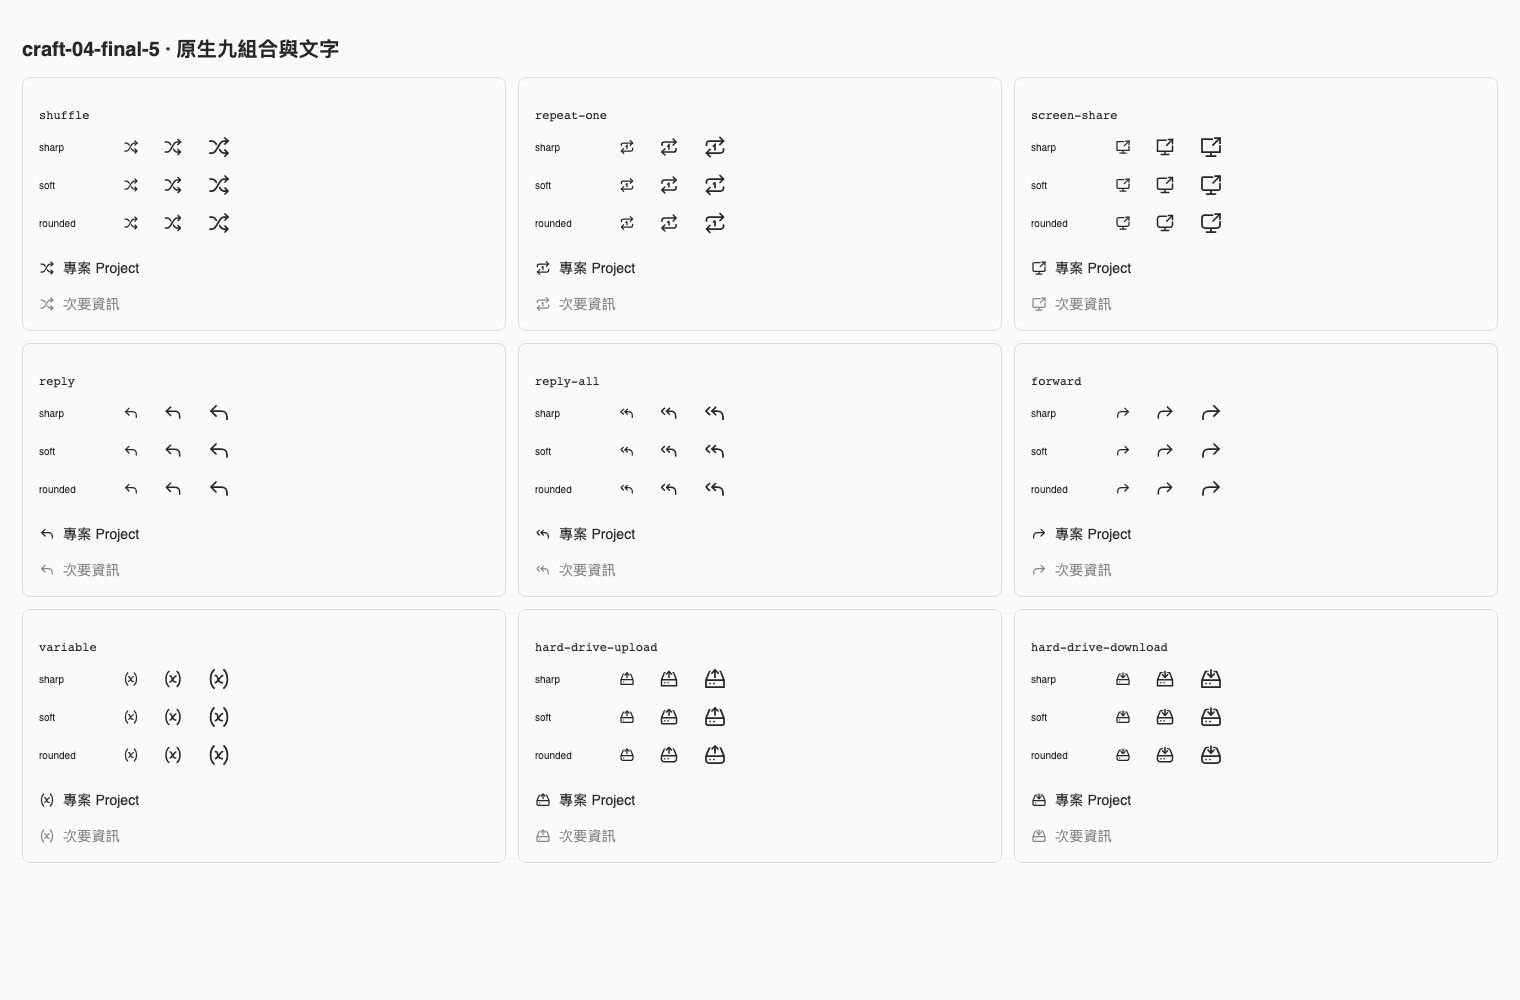 craft-04-final-5 · 原生九組合與文字
shuffle
sharp
soft
rounded
專案 Project
次要資訊
repeat-one
sharp
soft
rounded
專案 Project
次要資訊
screen-share
sharp
soft
rounded
專案 Project
次要資訊
reply
sharp
soft
rounded
專案 Project
次要資訊
reply-all
sharp
soft
rounded
專案 Project
次要資訊
forward
sharp
soft
rounded
專案 Project
次要資訊
variable
sharp
soft
rounded
專案 Project
次要資訊
hard-drive-upload
sharp
soft
rounded
專案 Project
次要資訊
hard-drive-download
sharp
soft
rounded
專案 Project
次要資訊